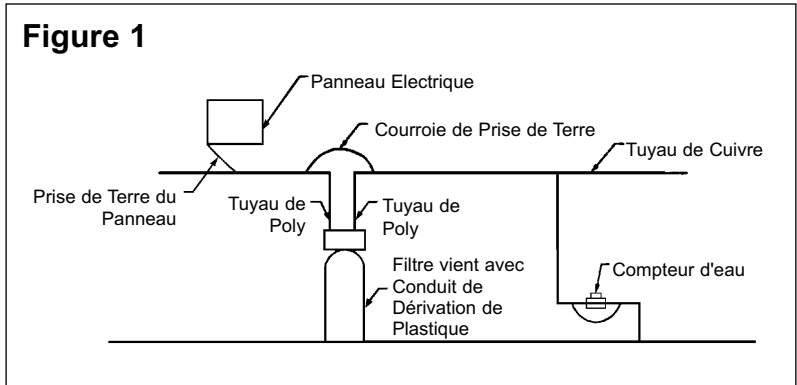 Figure 1
Panneau Electrique
Courroie de Prise de Terre
Tuyau de Cuivre
Prise de Terre du
Panneau
Tuyau de
Poly
Tuyau de
Poly
Filtre vient avec
Conduit de
Dérivation de
Plastique
Compteur d'eau